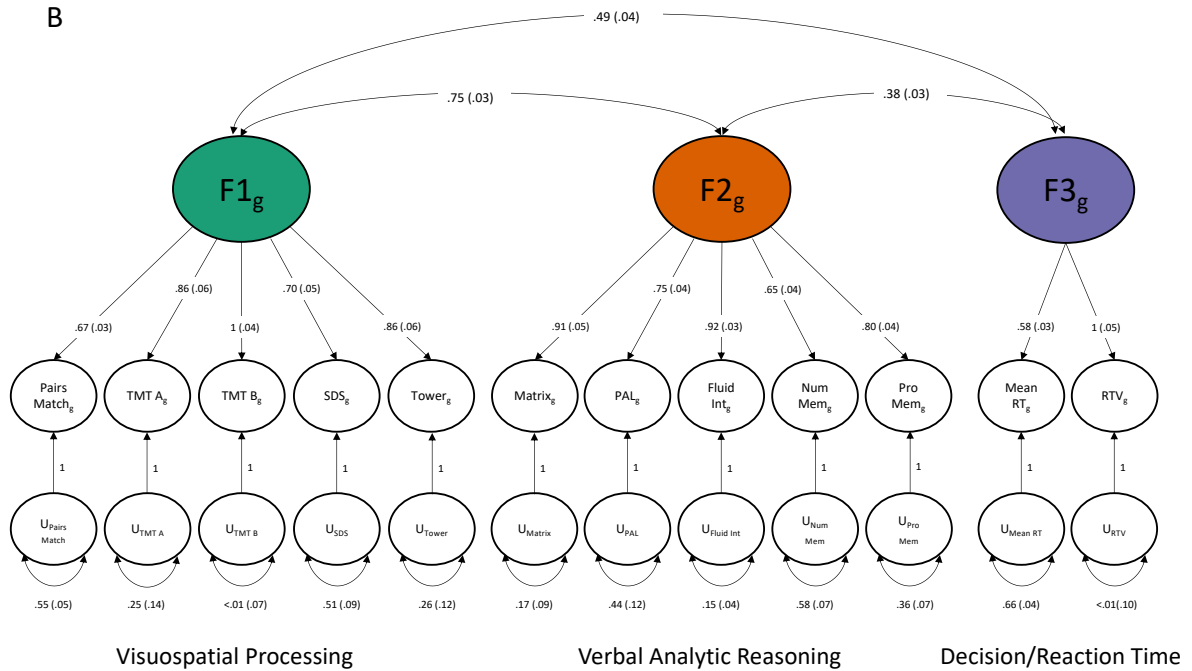 B
.49 (.04)
.75 (.03)
.38 (.03)
F1g
F2g
F3g
.67 (.03)
.86 (.06)
1 (.04)
.70 (.05)
.86 (.06)
.91 (.05)
.75 (.04)
.92 (.03)
.65 (.04)
.80 (.04)
.58 (.03)
1 (.05)
Pairs
Matchg
TMT Ag
TMT Bg
SDSg
Towerg
Matrixg
PALg
Fluid
Intg
Num
Memg
Pro
Memg
Mean
RTg
RTVg
1 1 1 1 1 1 1 1 1 1 1 1
UPairs
Match
UTMT A
UTMT B
USDS
UTower
UMatrix
UPAL
UFluid Int
UNum
Mem
UPro
Mem
UMean RT
URTV
.55 (.05)
.25 (.14)
<.01 (.07)
.51 (.09)
.26 (.12)
.17 (.09)
.44 (.12)
.15 (.04)
.58 (.07)
.36 (.07)
.66 (.04)
<.01(.10)
Visuospatial Processing
Verbal Analytic Reasoning
Decision/Reaction Time